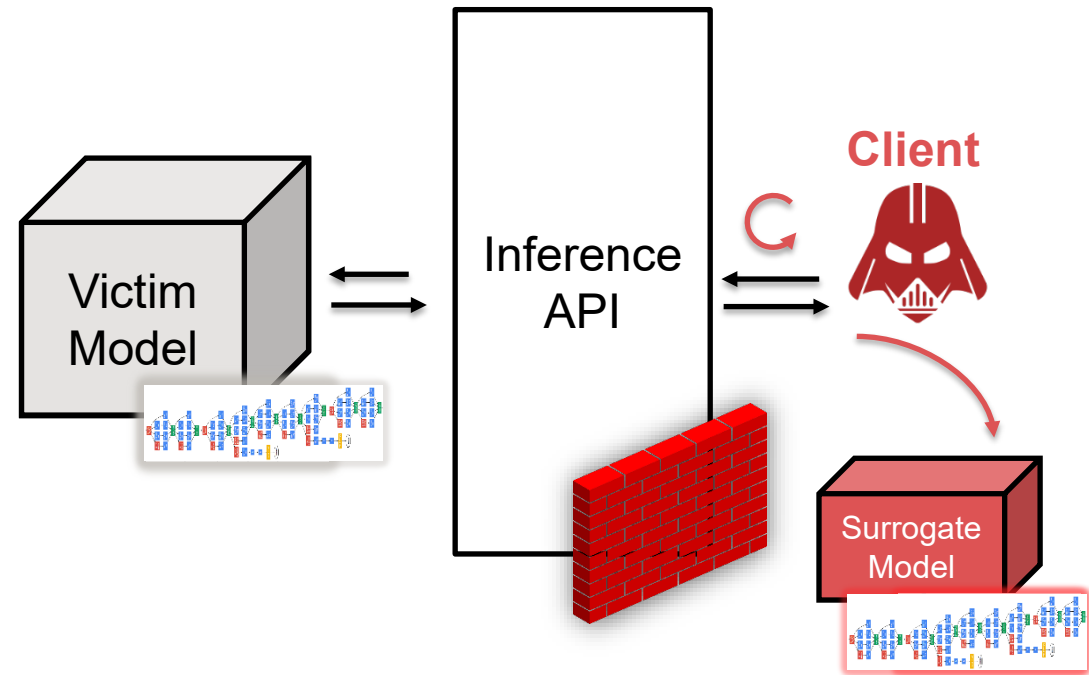 Client
Victim
Model
Inference
API
Surrogate
Model